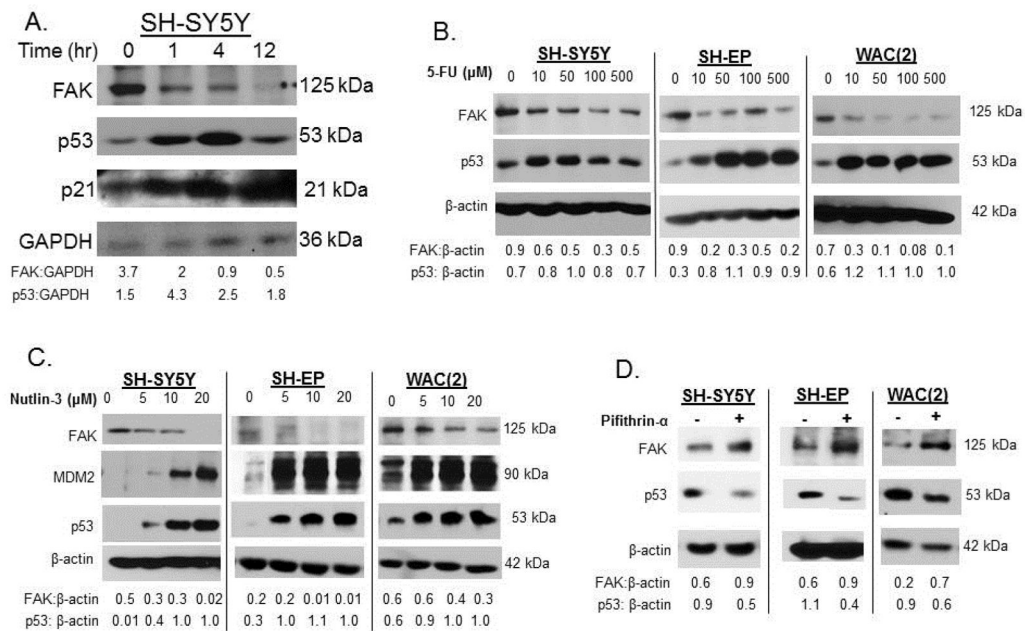 A.
SH-SY5Y
Time (hr) 0 1 4 12
FAK 125 kDa
p53 53 kDa
p21 21 kDa
GAPDH 36 kDa
FAK:GAPDH 3.7 2 0.9 0.5
p53:GAPDH 1.5 4.3 2.5 1.8
B.
SH-SY5Y SH-EP WAC(2)
5-FU (µM) 0 10 50 100 500 0 10 50 100 500 0 10 50 100 500
FAK 125 kDa
p53 53 kDa
β-actin 42 kDa
FAK:β-actin 0.9 0.6 0.5 0.3 0.5 0.9 0.2 0.3 0.5 0.2 0.7 0.3 0.1 0.08 0.1
p53: β-actin 0.7 0.8 1.0 0.8 0.7 0.3 0.8 1.1 0.9 0.9 0.6 1.2 1.1 1.0 1.0
C.
SH-SY5Y SH-EP WAC(2)
Nutlin-3 (µM) 0 5 10 20 0 5 10 20 0 5 10 20
FAK 125 kDa
MDM2 90 kDa
p53 53 kDa
β-actin 42 kDa
FAK:β-actin 0.5 0.3 0.3 0.02 0.2 0.2 0.01 0.01 0.6 0.6 0.4 0.3
p53: β-actin 0.01 0.4 1.0 1.0 0.3 1.0 1.1 1.0 0.6 0.9 1.0 1.0
D.
SH-SY5Y SH-EP WAC(2)
Pifithrin-α - + - + - +
FAK 125 kDa
p53 53 kDa
β-actin 42 kDa
FAK:β-actin 0.6 0.9 0.6 0.9 0.2 0.7
p53: β-actin 0.9 0.5 1.1 0.4 0.9 0.6